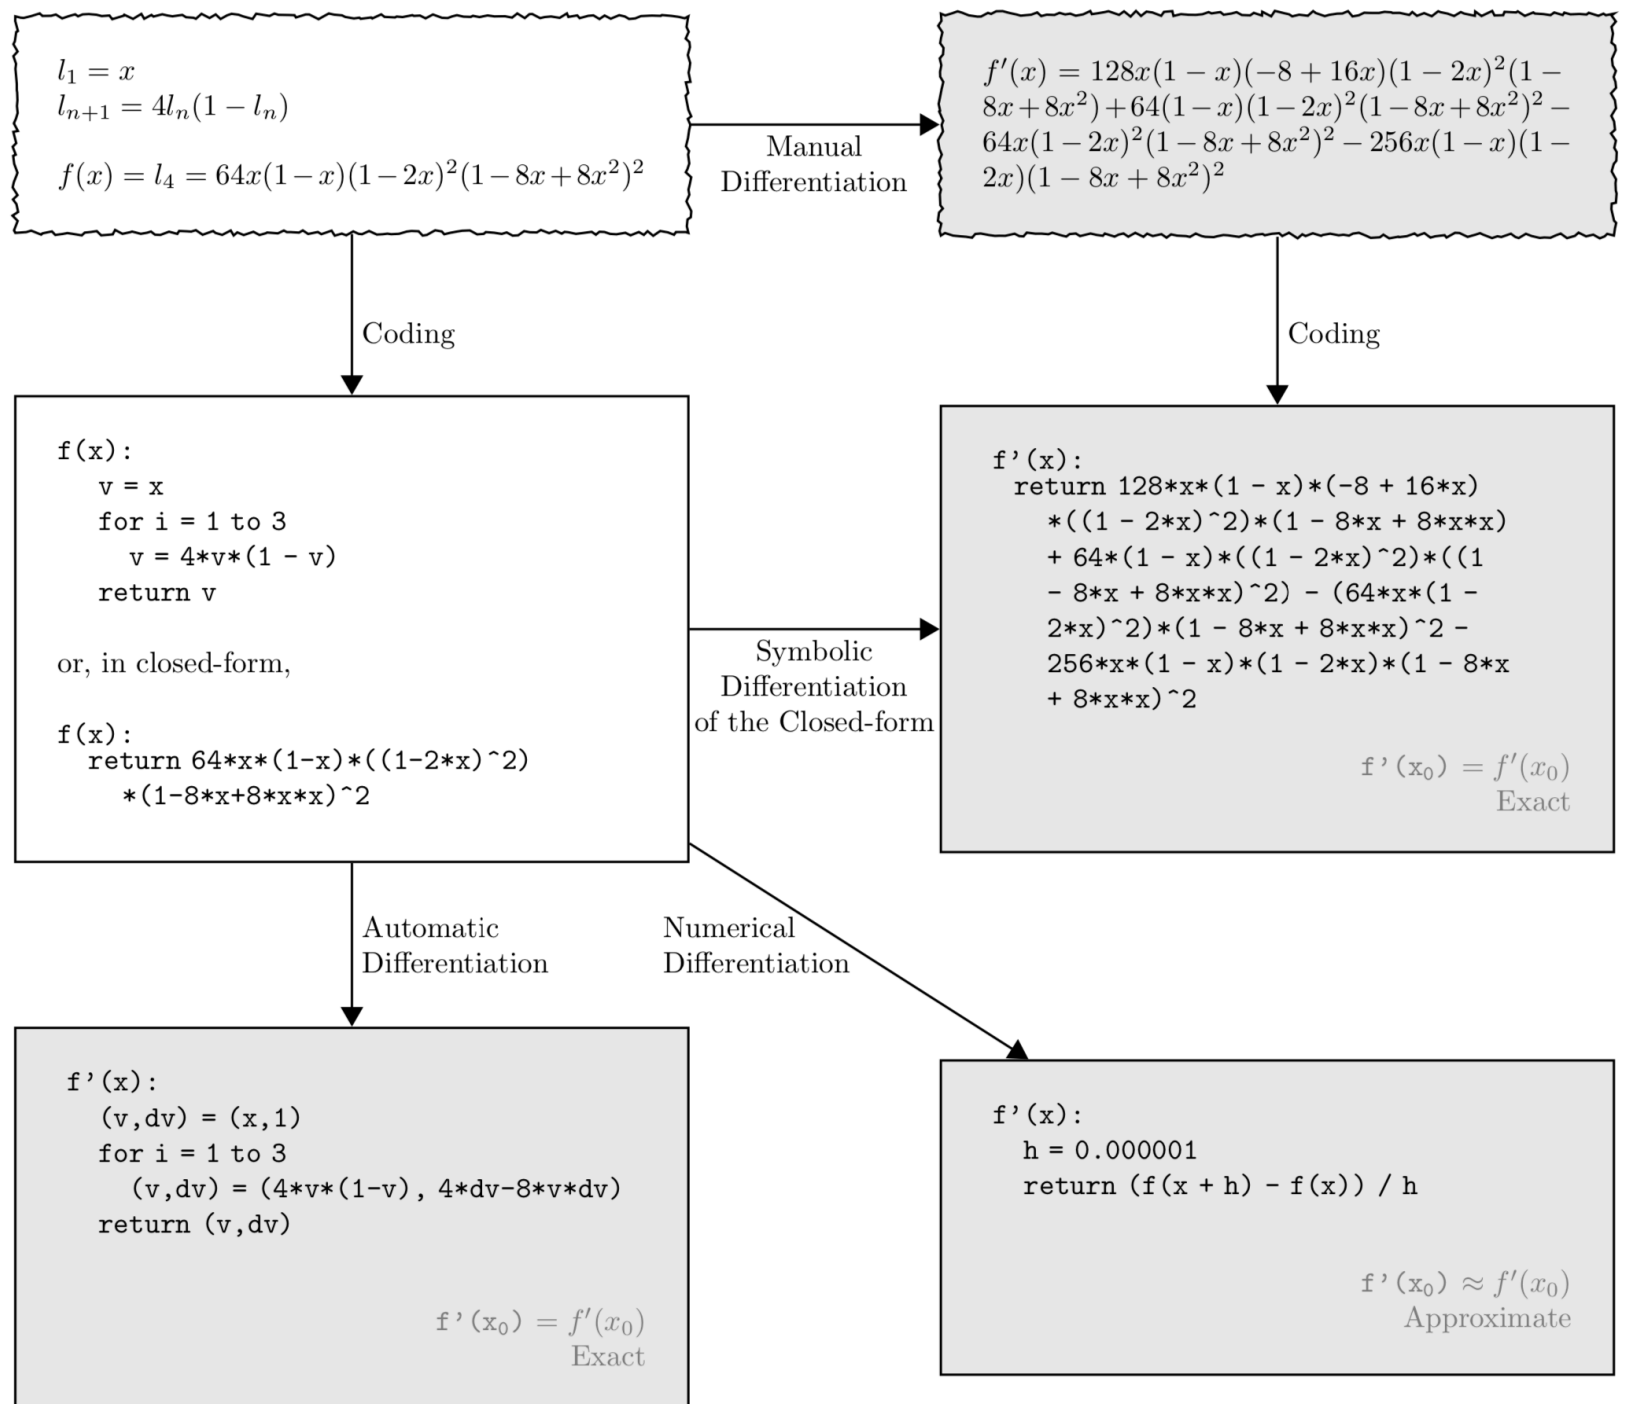 l₁ = x
lₙ₊₁ = 4lₙ(1 − lₙ)
f(x) = l₄ = 64x(1−x)(1−2x)²(1−8x+8x²)²
Manual
Differentiation
f′(x) = 128x(1 − x)(−8 + 16x)(1 − 2x)²(1 −
8x + 8x²) + 64(1−x)(1−2x)²(1−8x+8x²)² −
64x(1 − 2x)²(1 − 8x + 8x²)² − 256x(1 − x)(1 −
2x)(1 − 8x + 8x²)²
Coding
Coding
f(x):
v = x
for i = 1 to 3
v = 4*v*(1 - v)
return v
or, in closed-form,
f(x):
return 64*x*(1-x)*((1-2*x)^2)
*(1-8*x+8*x*x)^2
Symbolic
Differentiation
of the Closed-form
f'(x):
return 128*x*(1 - x)*(-8 + 16*x)
*((1 - 2*x)^2)*(1 - 8*x + 8*x*x)
+ 64*(1 - x)*((1 - 2*x)^2)*((1
- 8*x + 8*x*x)^2) - (64*x*(1 -
2*x)^2)*(1 - 8*x + 8*x*x)^2 -
256*x*(1 - x)*(1 - 2*x)*(1 - 8*x
+ 8*x*x)^2
f'(x₀) = f′(x₀)
Exact
Automatic
Differentiation
Numerical
Differentiation
f'(x):
(v,dv) = (x,1)
for i = 1 to 3
(v,dv) = (4*v*(1-v), 4*dv-8*v*dv)
return (v,dv)
f'(x₀) = f′(x₀)
Exact
f'(x):
h = 0.000001
return (f(x + h) - f(x)) / h
f'(x₀) ≈ f′(x₀)
Approximate